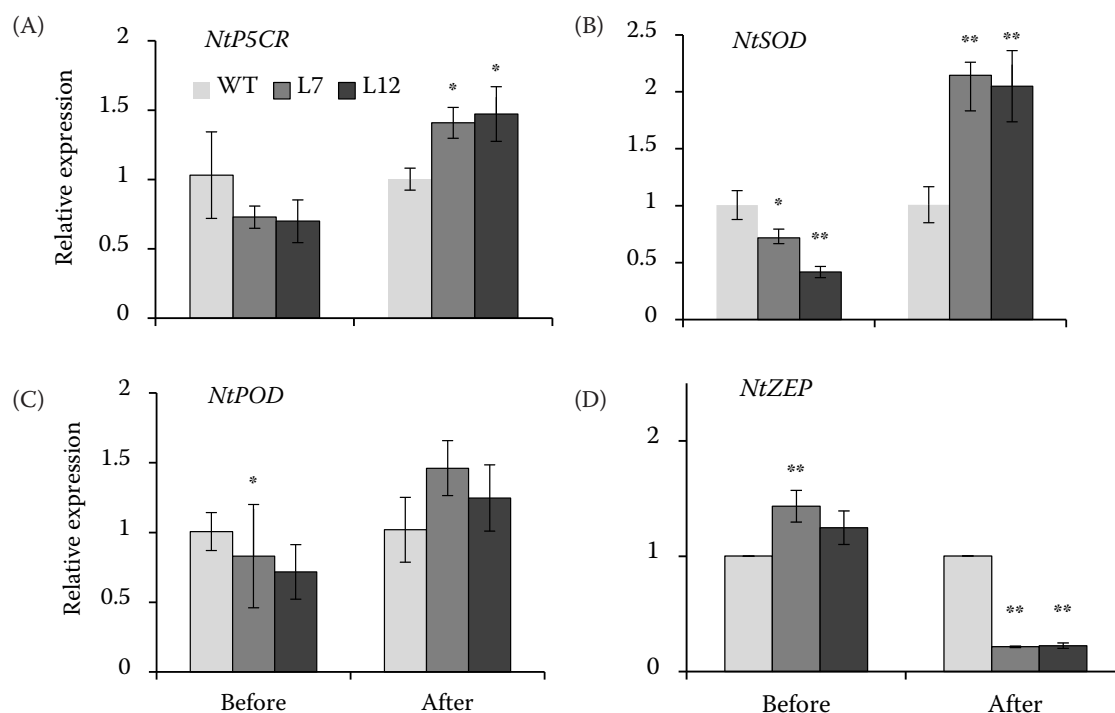 (A)
NtP5CR
Relative expression
2
1.5
1
0.5
0
WT L7 L12
* *
(B)
NtSOD
2.5
2
1.5
1
0.5
0
* ** ** **
(C)
NtPOD
Relative expression
2
1.5
1
0.5
0
*
Before After
(D)
NtZEP
2
1
0
** ** **
Before After